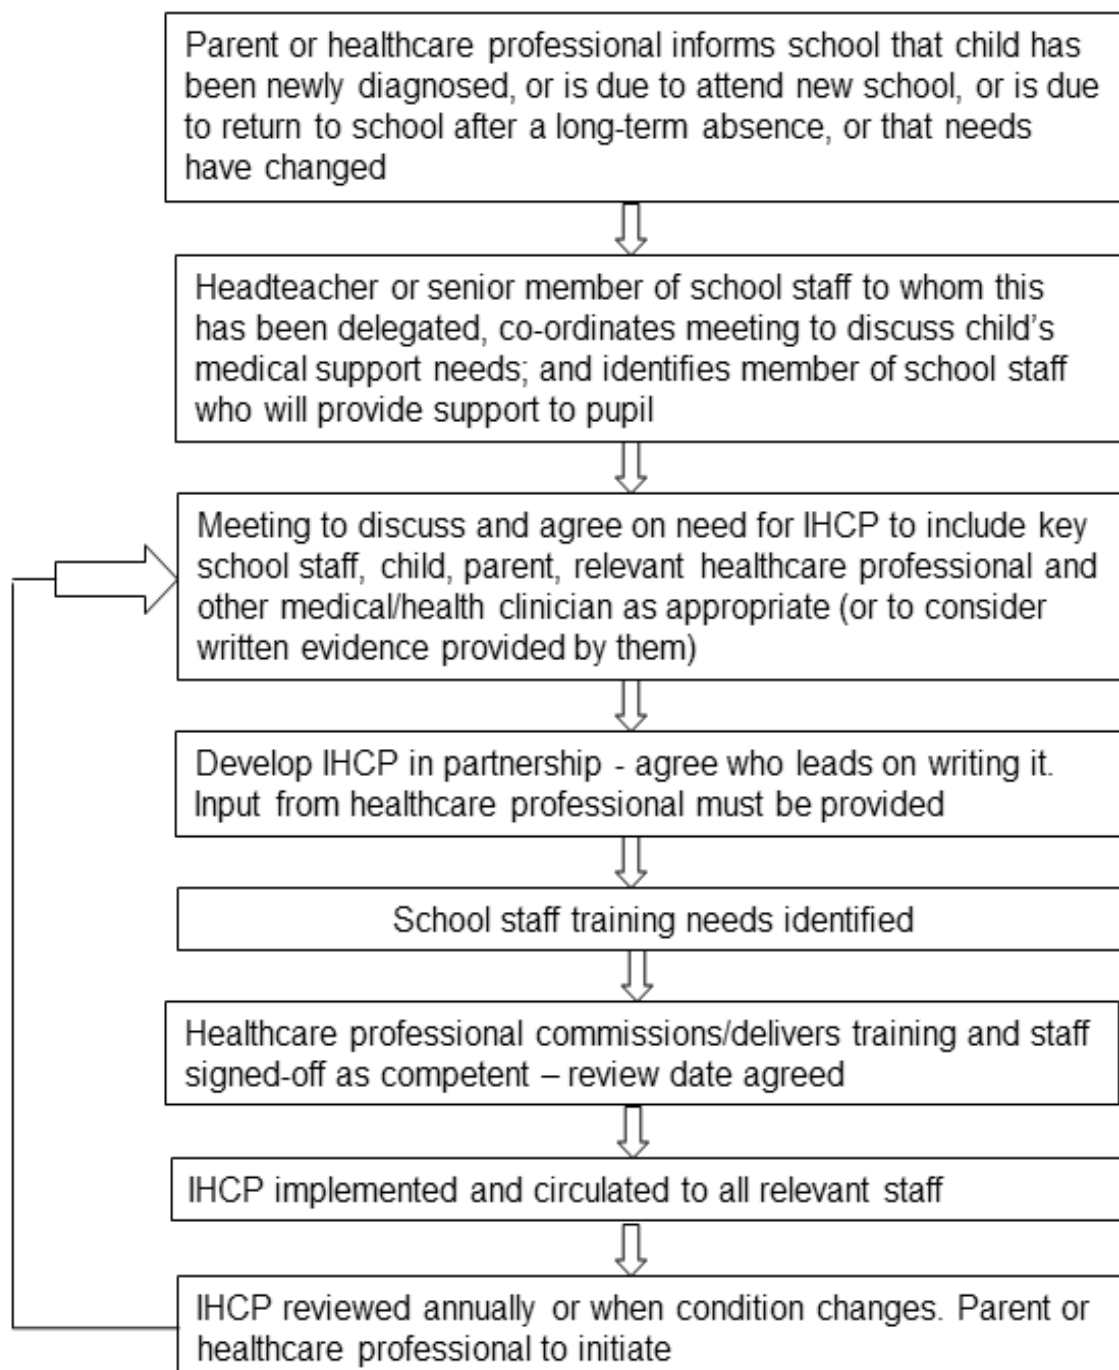 Parent or healthcare professional informs school that child has
been newly diagnosed, or is due to attend new school, or is due
to return to school after a long-term absence, or that needs
have changed
Headteacher or senior member of school staff to whom this
has been delegated, co-ordinates meeting to discuss child’s
medical support needs; and identifies member of school staff
who will provide support to pupil
Meeting to discuss and agree on need for IHCP to include key
school staff, child, parent, relevant healthcare professional and
other medical/health clinician as appropriate (or to consider
written evidence provided by them)
Develop IHCP in partnership - agree who leads on writing it.
Input from healthcare professional must be provided
School staff training needs identified
Healthcare professional commissions/delivers training and staff
signed-off as competent – review date agreed
IHCP implemented and circulated to all relevant staff
IHCP reviewed annually or when condition changes. Parent or
healthcare professional to initiate